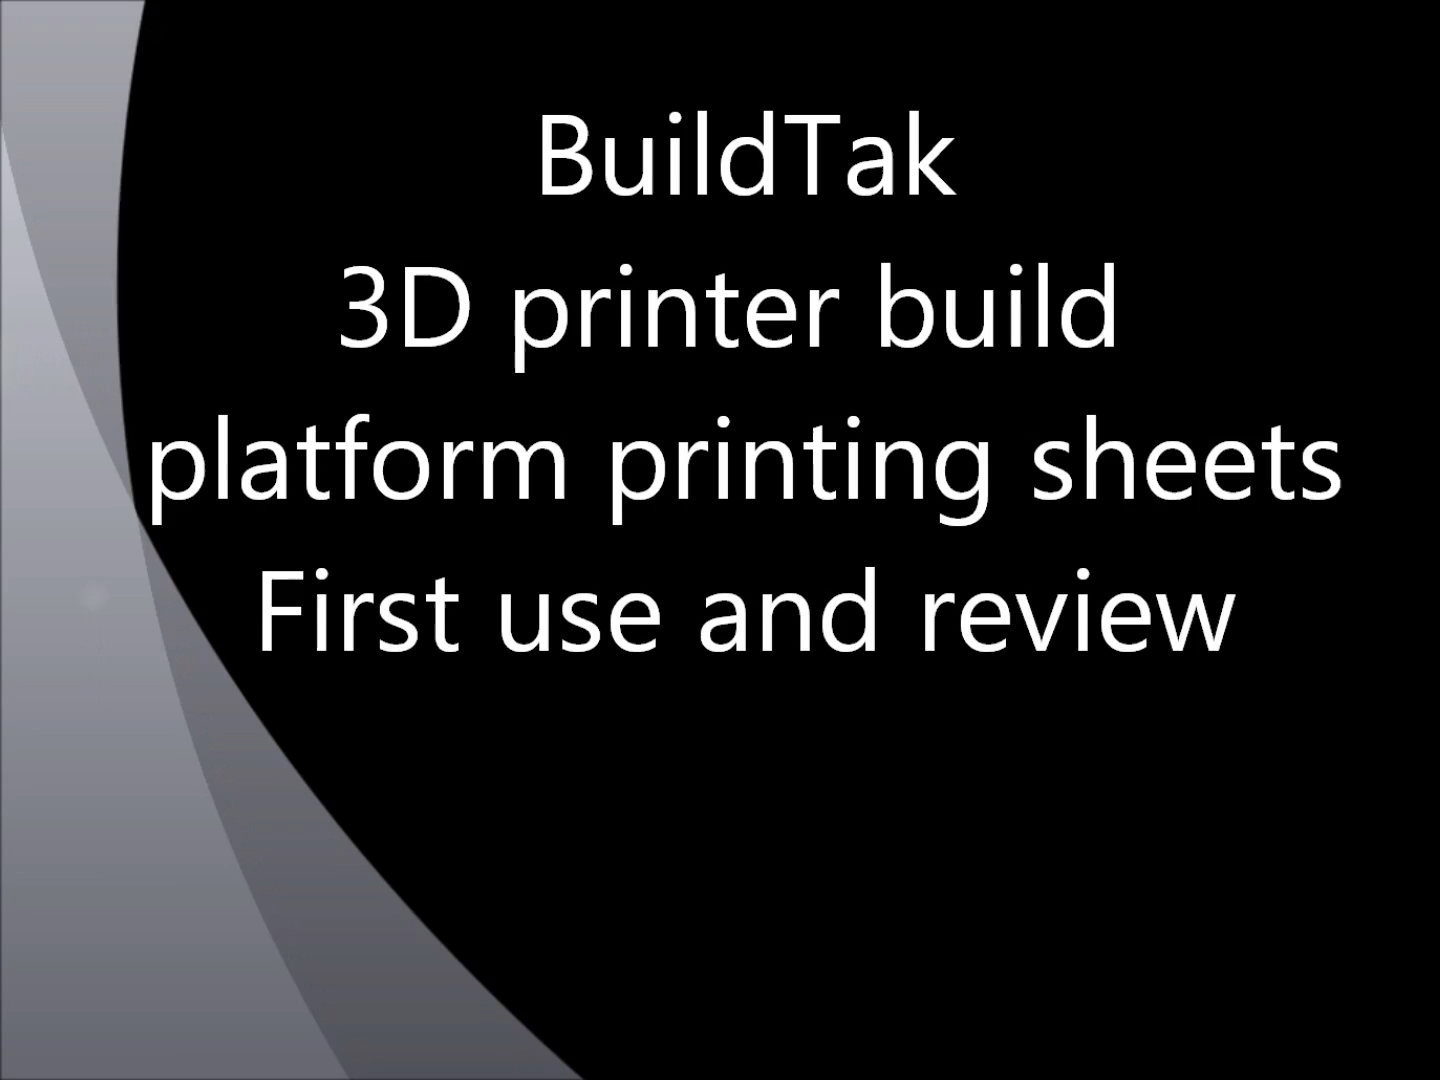 BuildTak
3D printer build
platform printing sheets
First use and review